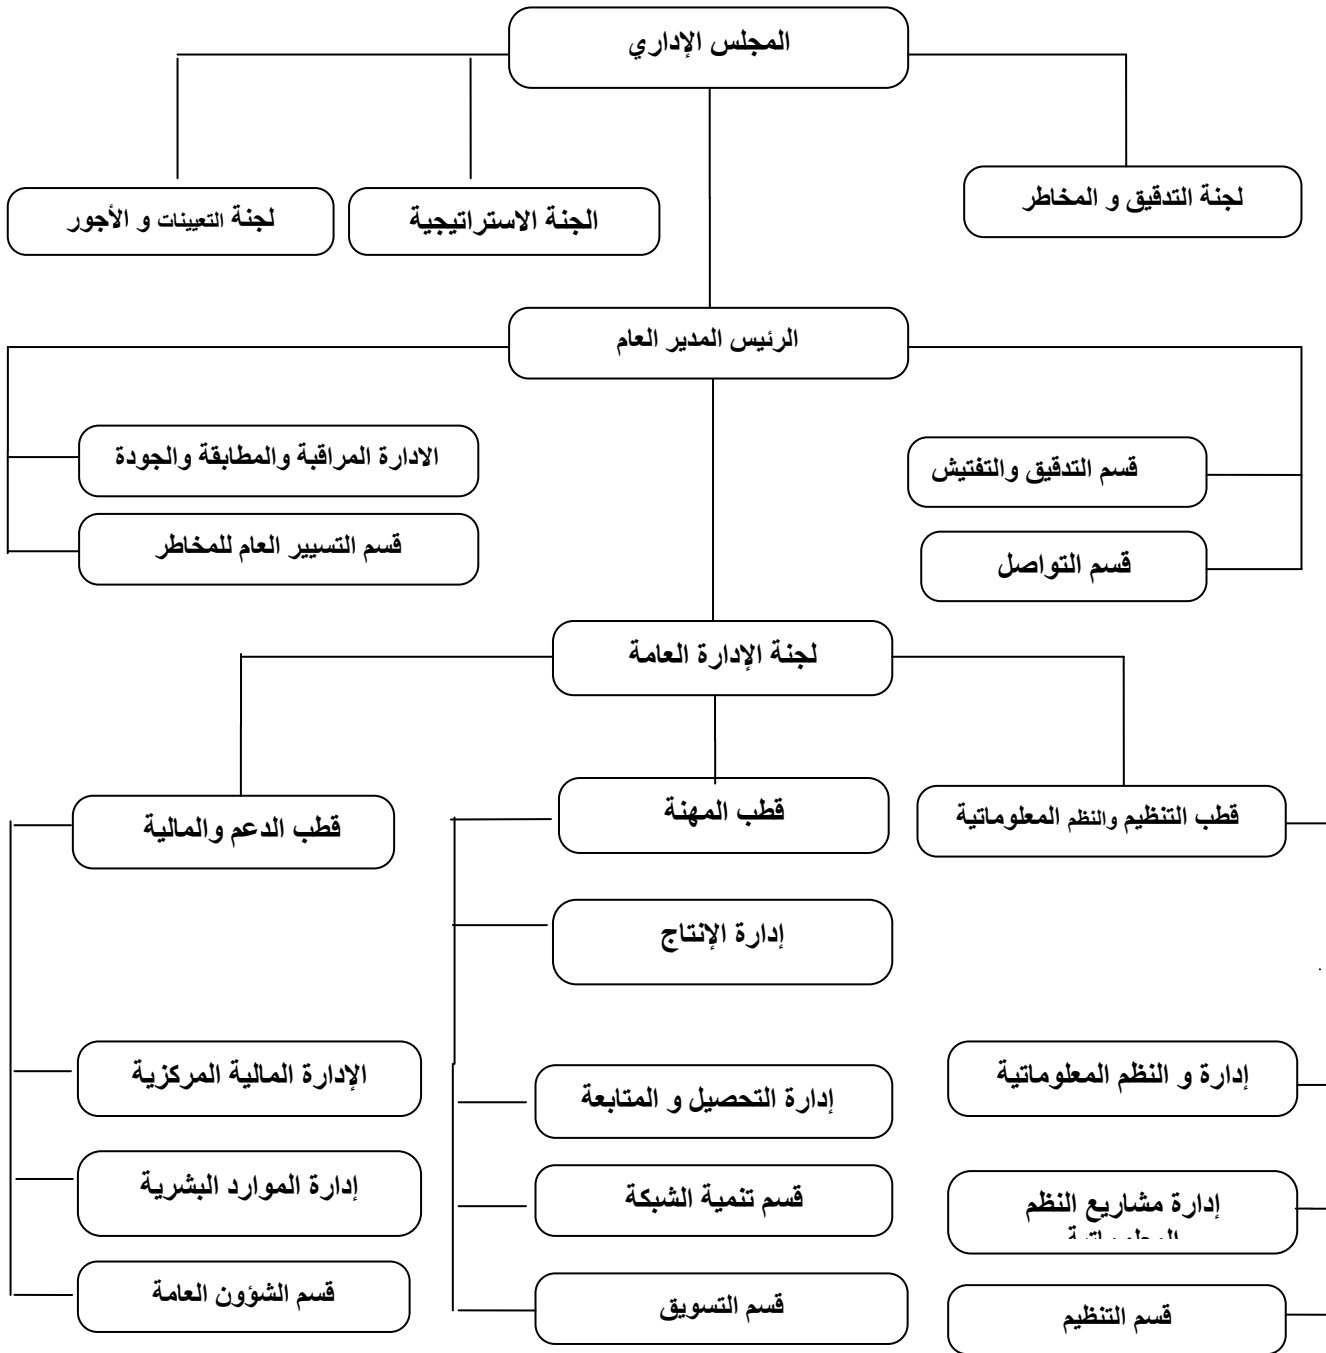 المجلس الإداري
لجنة التدقيق و المخاطر
الجنة الاستراتيجية
لجنة التعيينات و الأجور
الرئيس المدير العام
قسم التدقيق والتفتيش
الادارة المراقبة والمطابقة والجودة
قسم التواصل
قسم التسيير العام للمخاطر
لجنة الإدارة العامة
قطب التنظيم والنظم المعلوماتية
قطب المهنة
قطب الدعم والمالية
إدارة الإنتاج
إدارة و النظم المعلوماتية
إدارة التحصيل و المتابعة
الإدارة المالية المركزية
إدارة مشاريع النظم
قسم تنمية الشبكة
إدارة الموارد البشرية
قسم التنظيم
قسم التسويق
قسم الشؤون العامة